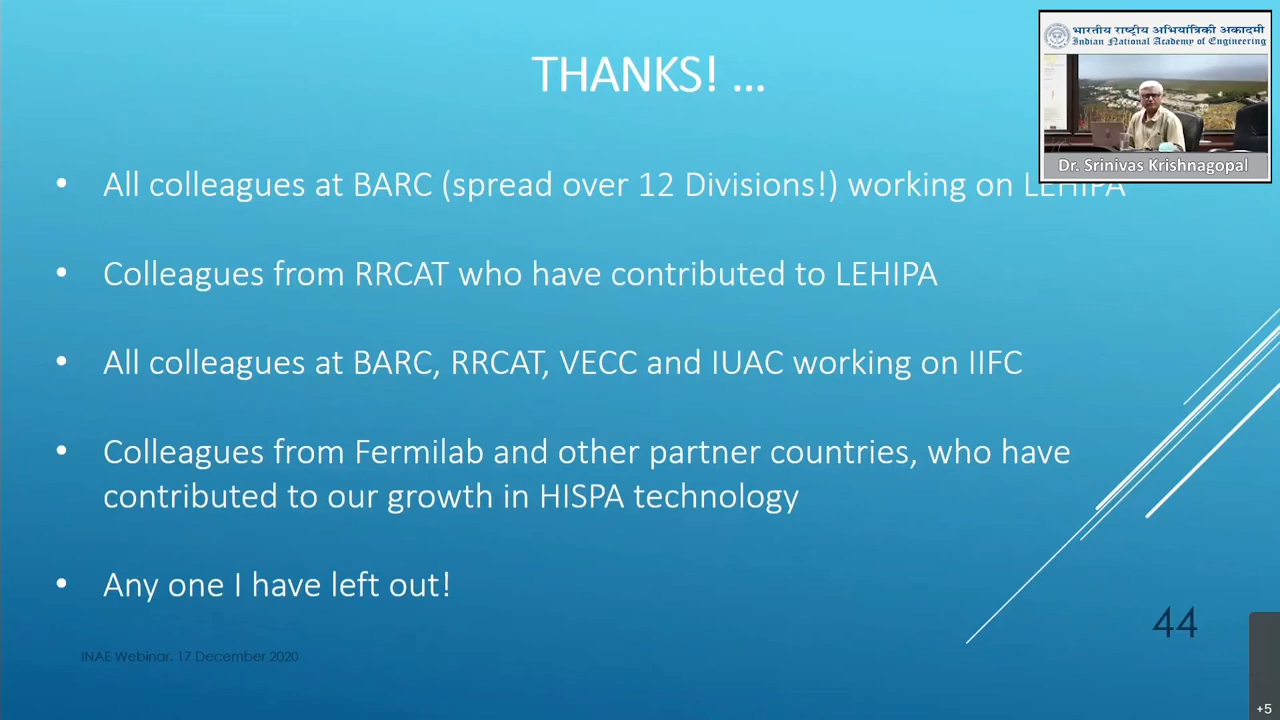 THANKS! ...
भारतीय राष्ट्रीय अभियांत्रिकी अकादमी
Indian National Academy of Engineering
Dr. Srinivas Krishnagopal
• All colleagues at BARC (spread over 12 Divisions!) working on LEHIPA
• Colleagues from RRCAT who have contributed to LEHIPA
• All colleagues at BARC, RRCAT, VECC and IUAC working on IIFC
• Colleagues from Fermilab and other partner countries, who have
contributed to our growth in HISPA technology
• Any one I have left out!
44
INAE Webinar, 17 December 2020
+5